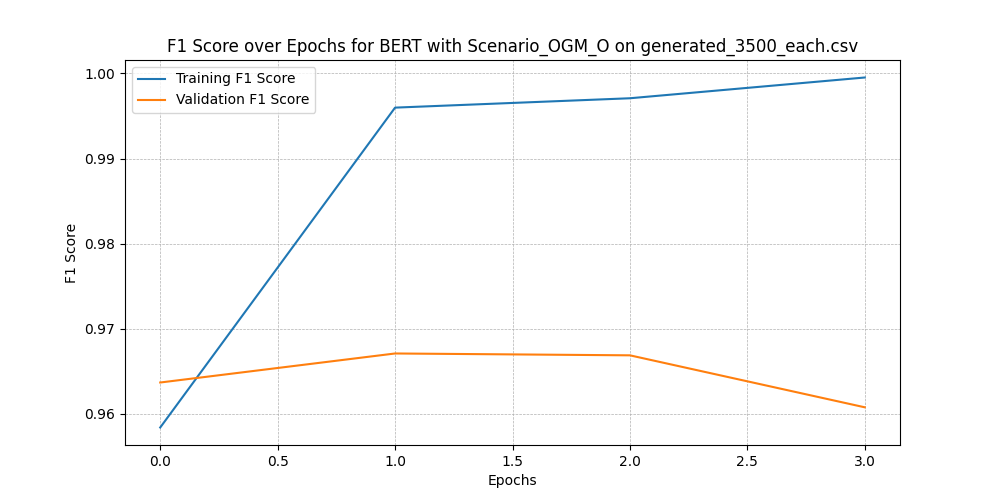 F1 Score over Epochs for BERT with Scenario_OGM_O on generated_3500_each.csv
Training F1 Score
Validation F1 Score
F1 Score
1.00
0.99
0.98
0.97
0.96
0.0 0.5 1.0 1.5 2.0 2.5 3.0
Epochs